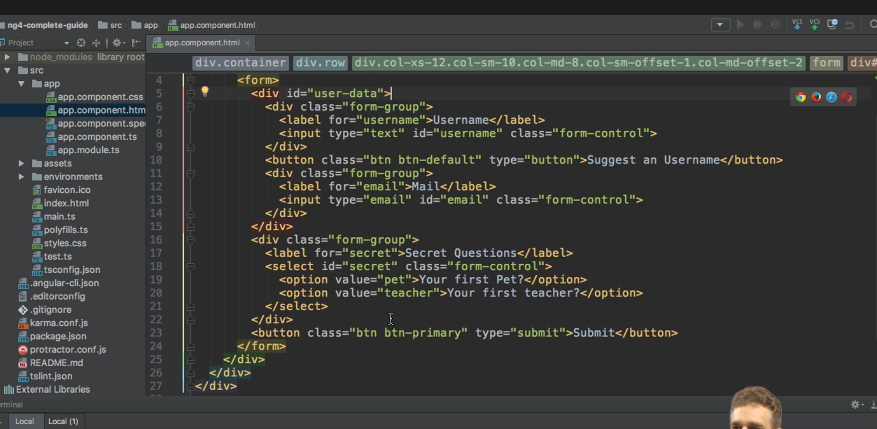 ng4-complete-guide src app app.component.html
Project
app.component.html
node_modules library root
src
app
app.component.css
app.component.htm
app.component.spe
app.component.ts
app.module.ts
assets
environments
favicon.ico
index.html
main.ts
polyfills.ts
styles.css
test.ts
tsconfig.json
.angular-cli.json
.editorconfig
.gitignore
karma.conf.js
package.json
protractor.conf.js
README.md
tslint.json
External Libraries
div.container div.row div.col-xs-12.col-sm-10.col-md-8.col-sm-offset-1.col-md-offset-2 form div#
4 <form>
5 <div id="user-data">
6 <div class="form-group">
7 <label for="username">Username</label>
8 <input type="text" id="username" class="form-control">
9 </div>
10 <button class="btn btn-default" type="button">Suggest an Username</button>
11 <div class="form-group">
12 <label for="email">Mail</label>
13 <input type="email" id="email" class="form-control">
14 </div>
15 </div>
16 <div class="form-group">
17 <label for="secret">Secret Questions</label>
18 <select id="secret" class="form-control">
19 <option value="pet">Your first Pet?</option>
20 <option value="teacher">Your first teacher?</option>
21 </select>
22 </div>
23 <button class="btn btn-primary" type="submit">Submit</button>
24 </form>
25 </div>
26 </div>
27 </div>
VCS VCS
rminal
Local Local (1)